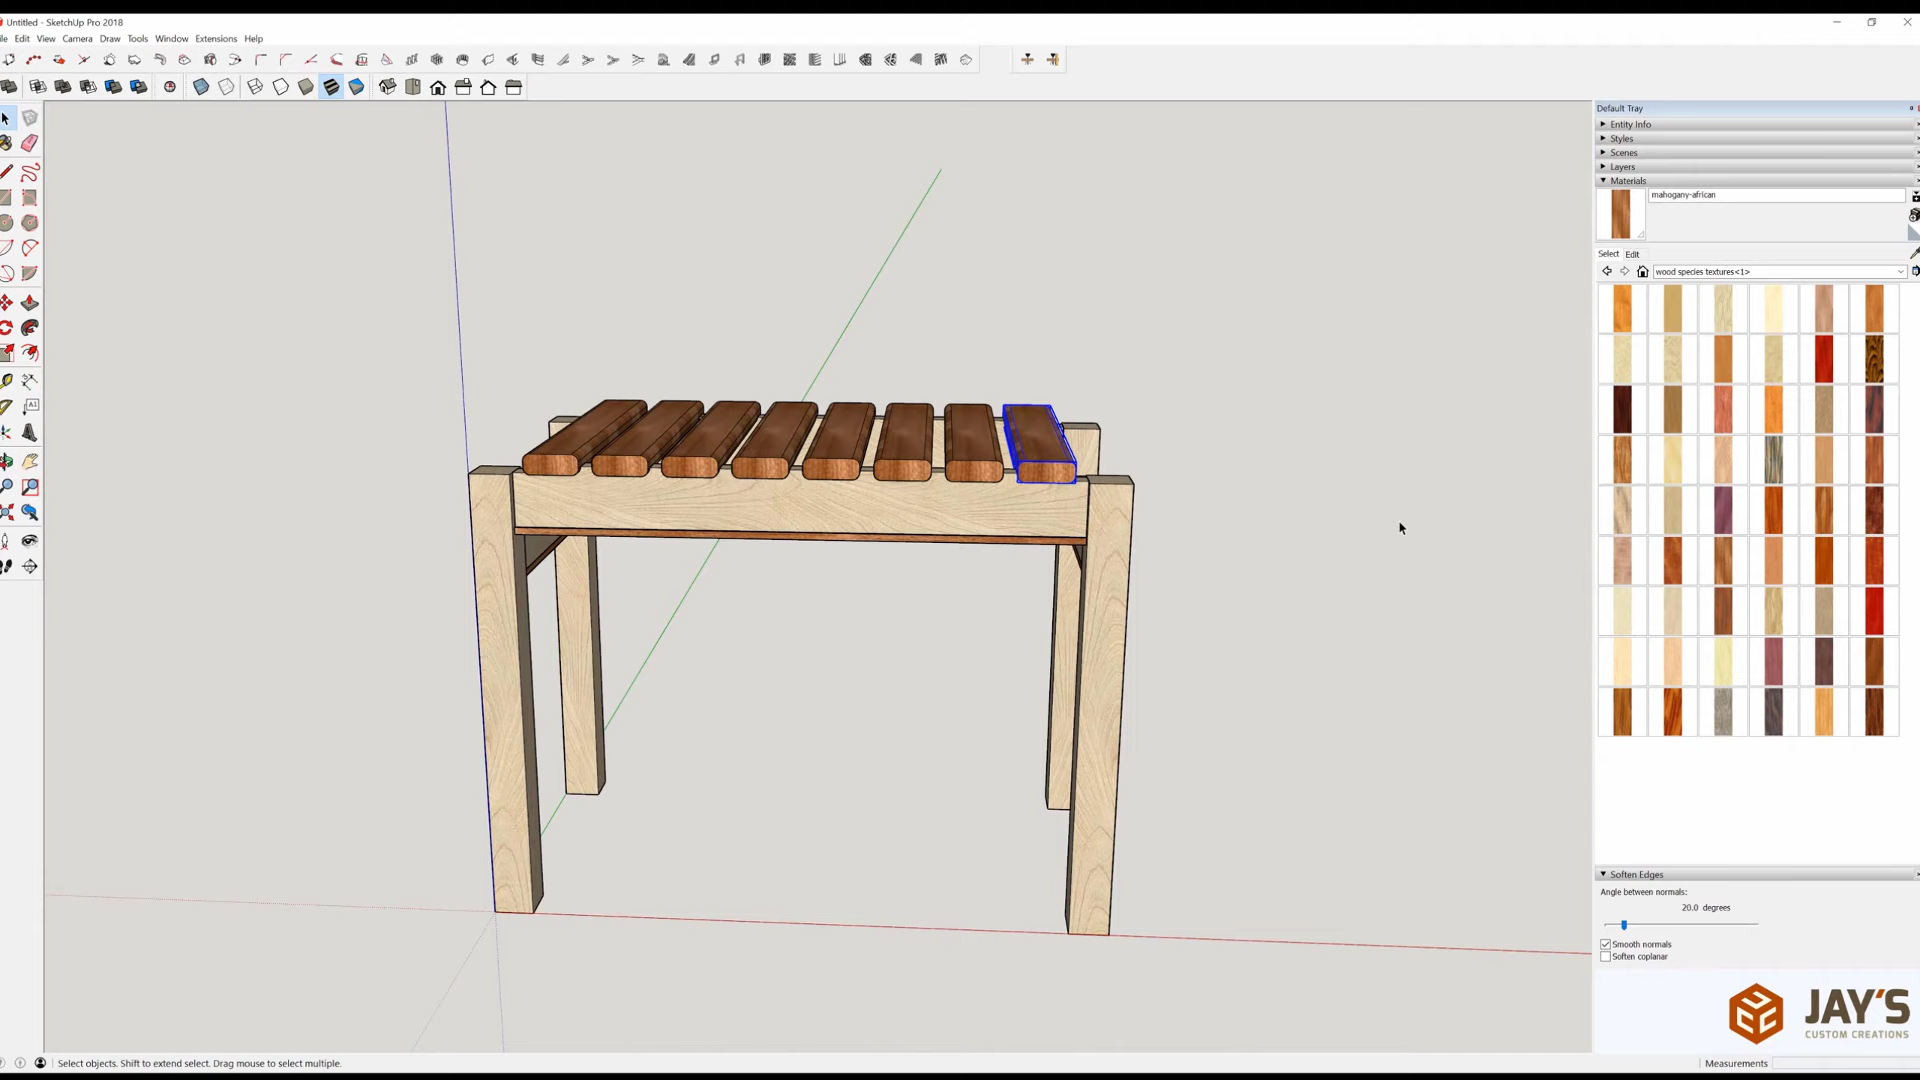 Untitled - SketchUp Pro 2018
Edit View Camera Draw Tools Window Extensions Help
Default Tray
Entity Info
Styles
Scenes
Layers
Materials
mahogany-african
Select Edit
wood species textures<1>
A1
Soften Edges
Angle between normals:
20.0 degrees
Smooth normals
Soften coplanar
JAY'S
CUSTOM CREATIONS
Select objects. Shift to extend select. Drag mouse to select multiple.
Measurements